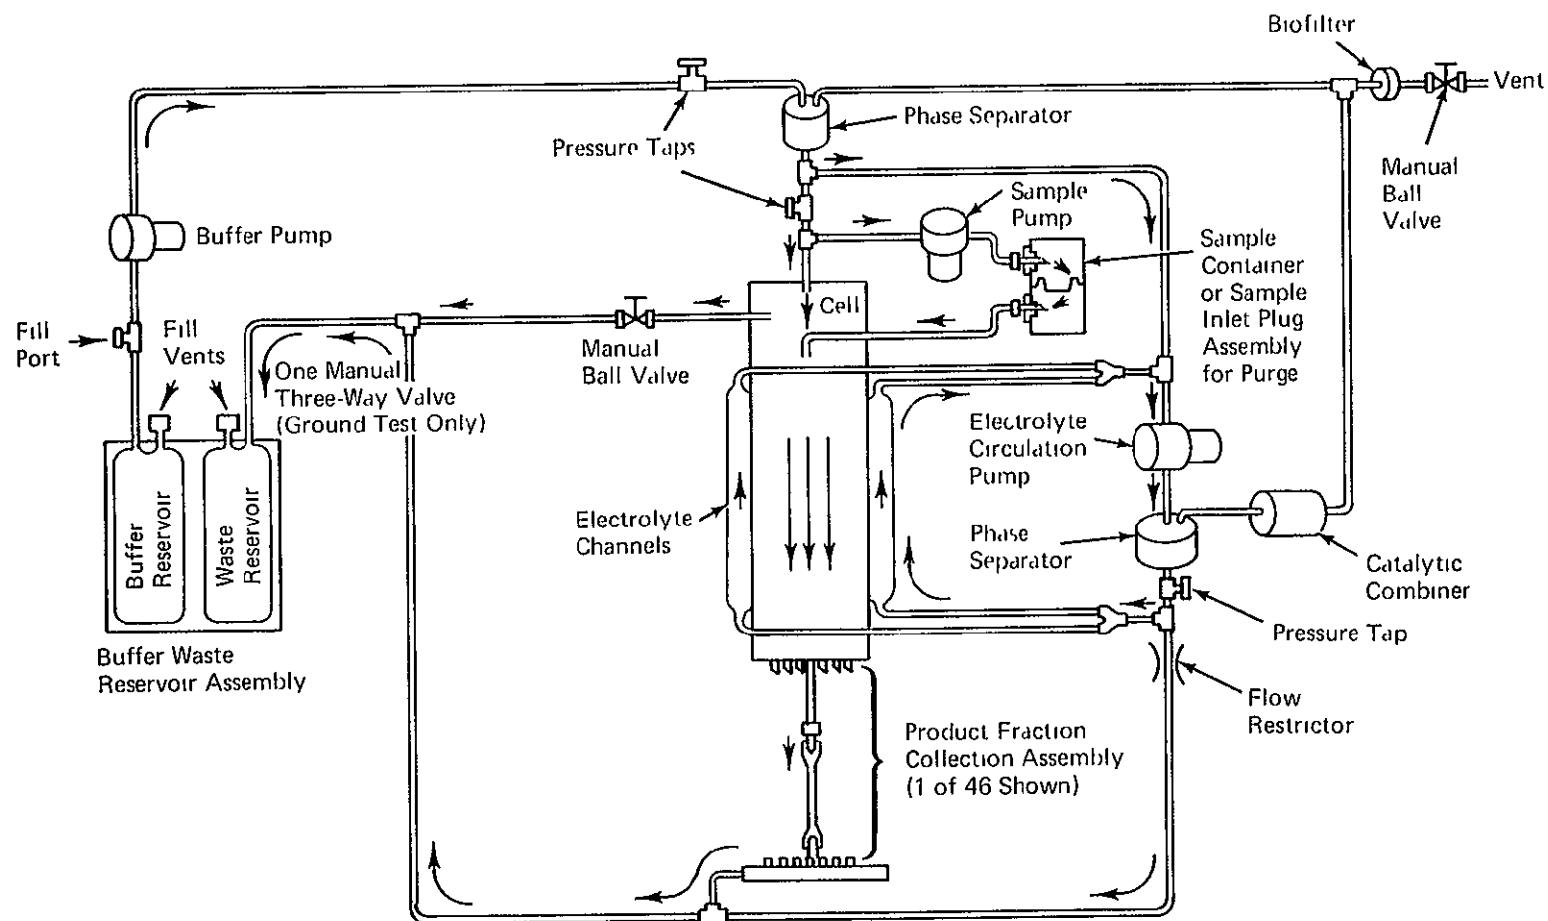 Biofilter
Vent
Phase Separator
Pressure Taps
Manual
Ball
Valve
Sample
Pump
Buffer Pump
Sample
Container
or Sample
Inlet Plug
Assembly
for Purge
Cell
Fill
Port
Fill
Vents
Manual
Ball Valve
One Manual
Three-Way Valve
(Ground Test Only)
Electrolyte
Circulation
Pump
Buffer
Reservoir
Waste
Reservoir
Electrolyte
Channels
Phase
Separator
Catalytic
Combiner
Pressure Tap
Buffer Waste
Reservoir Assembly
Flow
Restrictor
Product Fraction
Collection Assembly
(1 of 46 Shown)